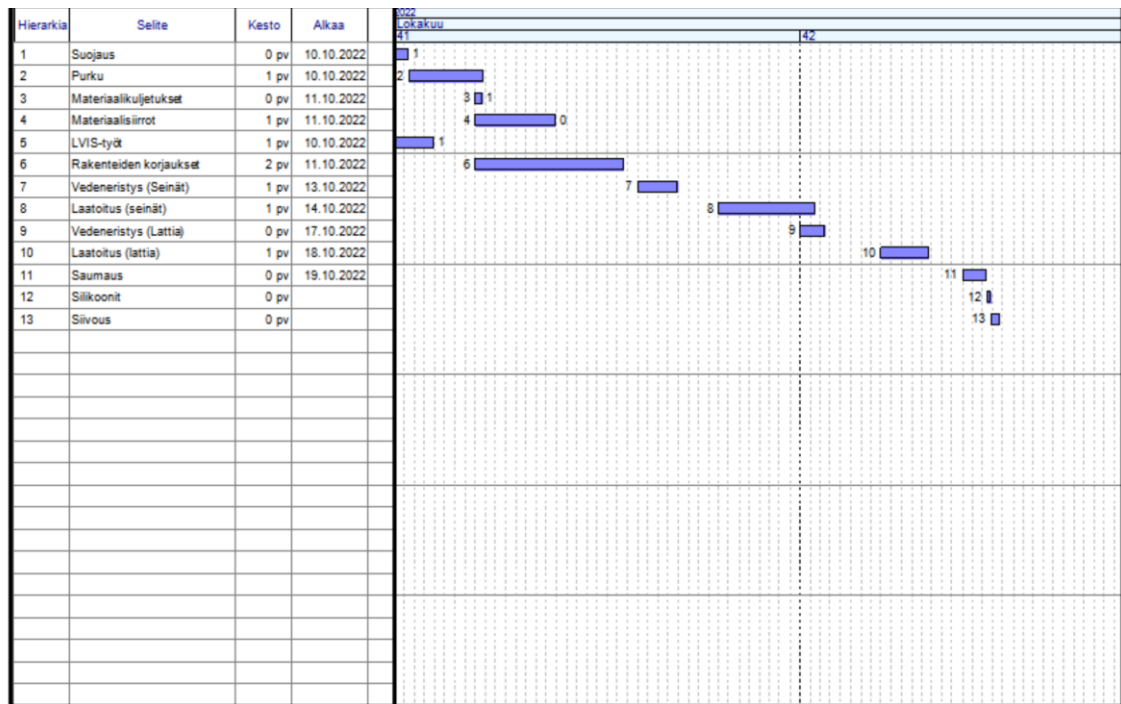 2022
Hierarkia Selite Kesto Alkaa Lokakuu
41 42
1 Suojaus 0 pv 10.10.2022 1
2 Purku 1 pv 10.10.2022 2
3 Materiaalikuljetukset 0 pv 11.10.2022 3 1
4 Materiaalisiirrot 1 pv 11.10.2022 4 0
5 LVIS-työt 1 pv 10.10.2022 1
6 Rakenteiden korjaukset 2 pv 11.10.2022 6
7 Vedeneristys (Seinät) 1 pv 13.10.2022 7
8 Laatoitus (seinät) 1 pv 14.10.2022 8
9 Vedeneristys (Lattia) 0 pv 17.10.2022 9
10 Laatoitus (lattia) 1 pv 18.10.2022 10
11 Saumaus 0 pv 19.10.2022 11
12 Silikoonit 0 pv 12
13 Siivous 0 pv 13